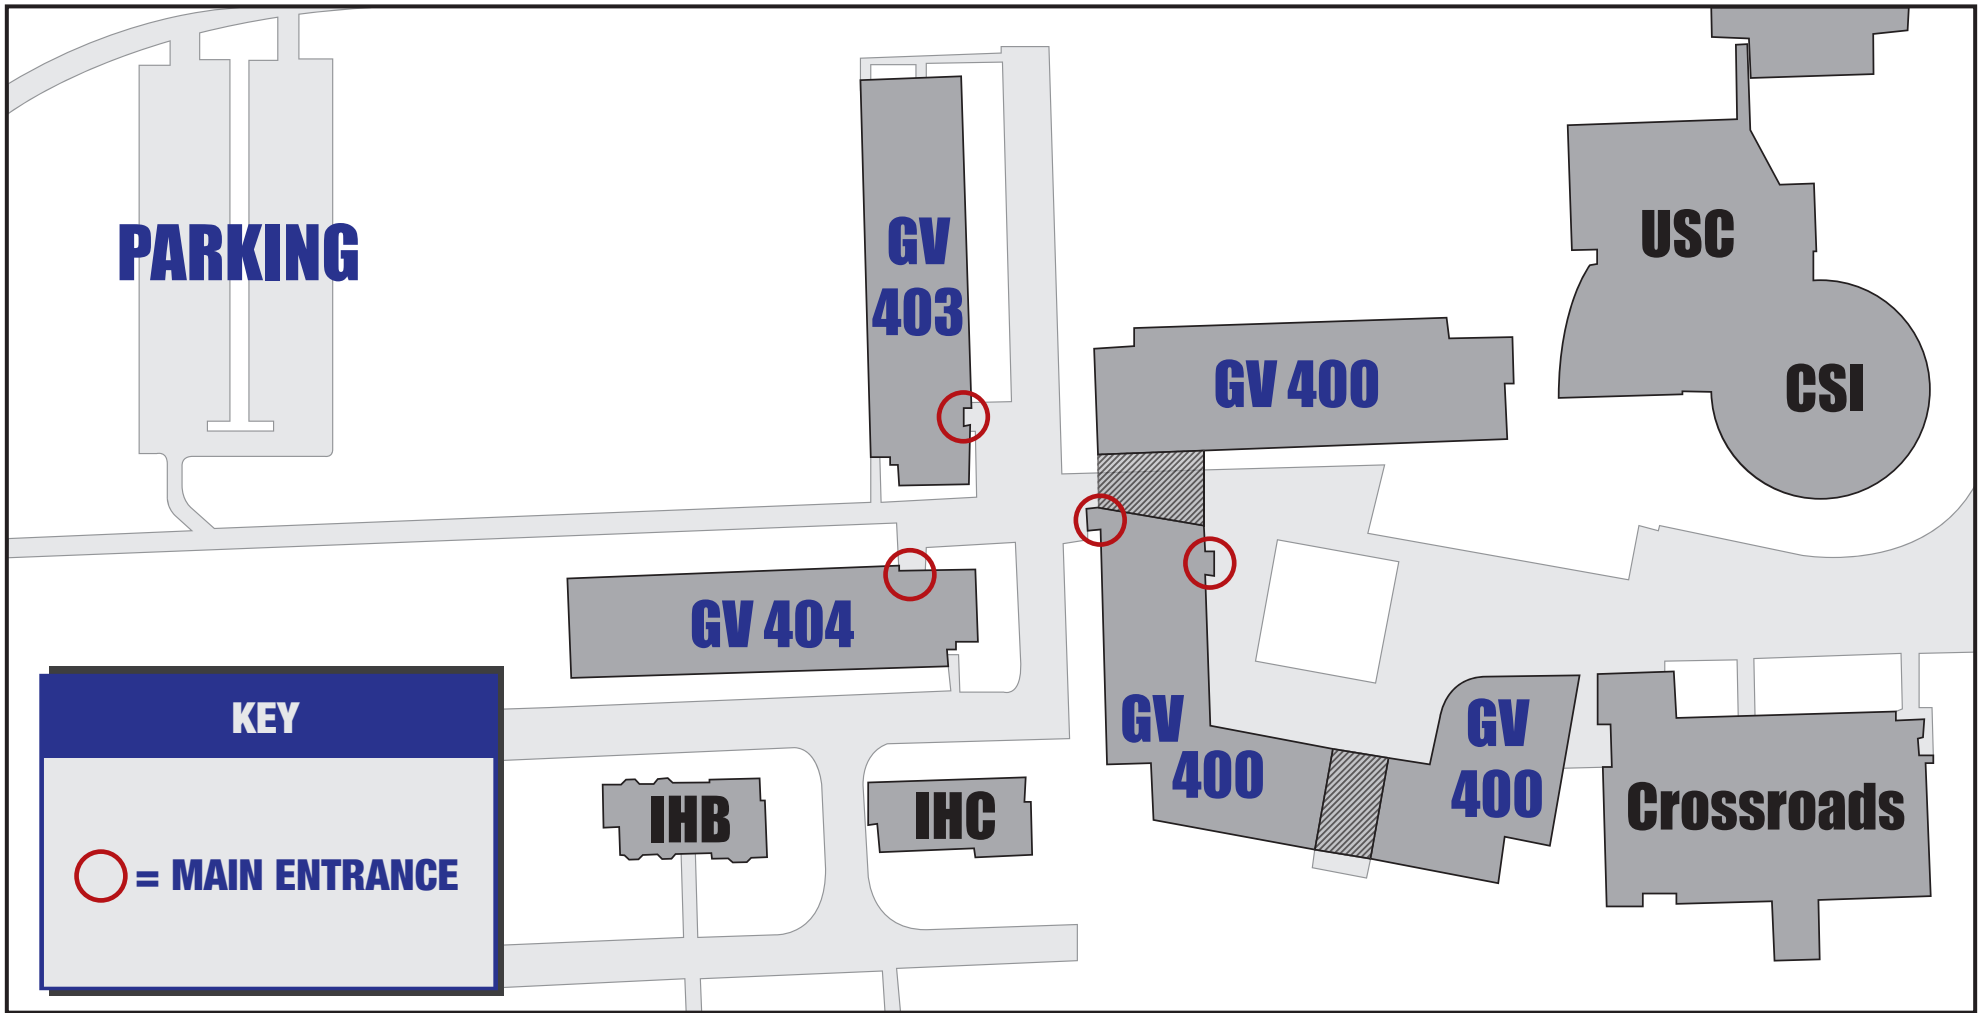 PARKING
GV
403
USC
GV 400
CSI
GV 404
GV
400
GV
400
IHB
IHC
Crossroads
KEY
= MAIN ENTRANCE